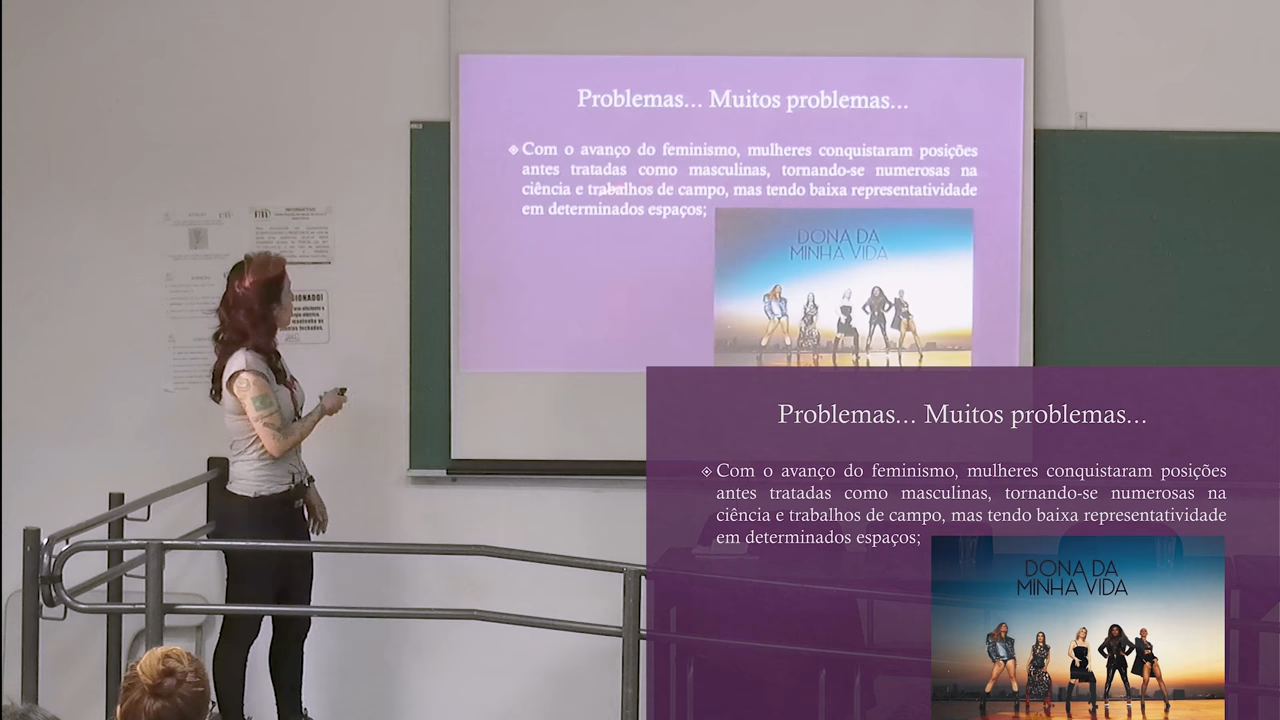 Problemas... Muitos problemas...
Com o avanço do feminismo, mulheres conquistaram posições
antes tratadas como masculinas, tornando-se numerosas na
ciência e trabalhos de campo, mas tendo baixa representatividade
em determinados espaços;
DONA DA
MINHA VIDA
INFORMATIVO
Problemas... Muitos problemas...
Com o avanço do feminismo, mulheres conquistaram posições
antes tratadas como masculinas, tornando-se numerosas na
ciência e trabalhos de campo, mas tendo baixa representatividade
em determinados espaços;
DONA DA
MINHA VIDA